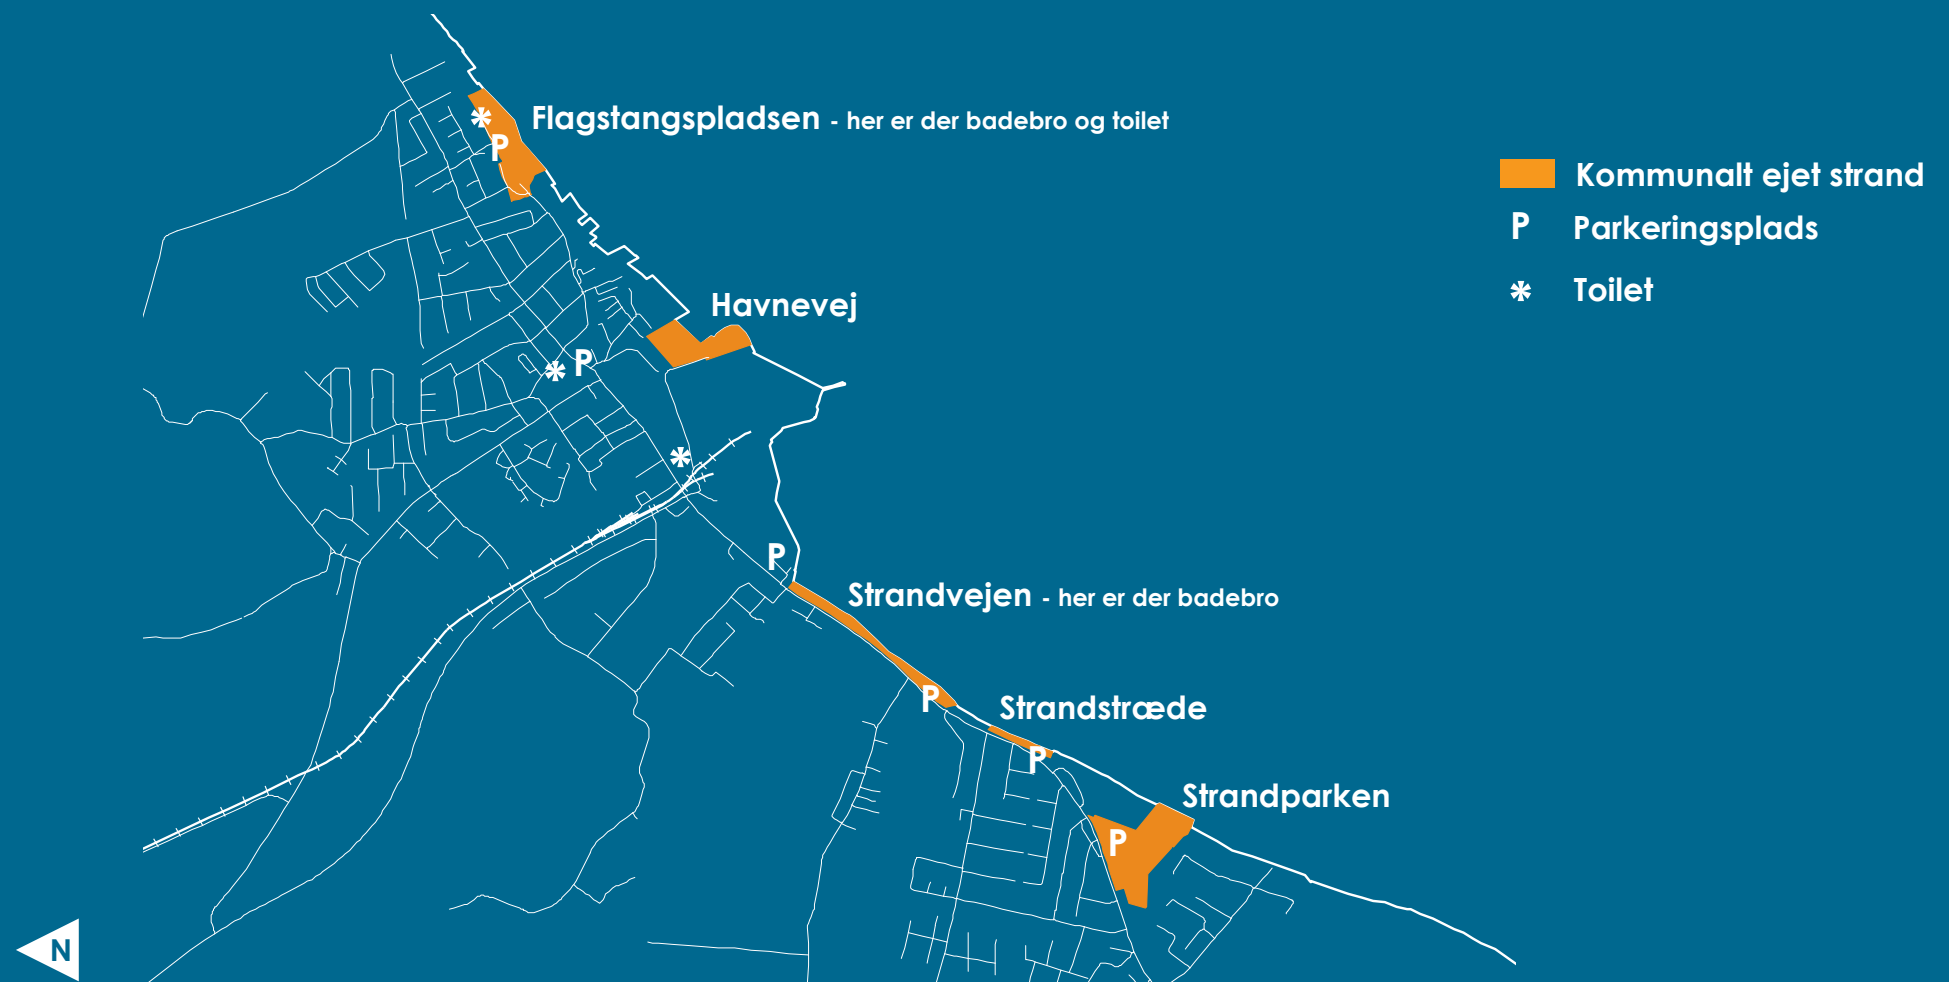 Flagstangspladsen - her er der badebro og toilet
P
Kommunalt ejet strand
P Parkeringsplads
* Toilet
Havnevej
P
P
Strandvejen - her er der badebro
P
Strandstræde
P
Strandparken
P
N